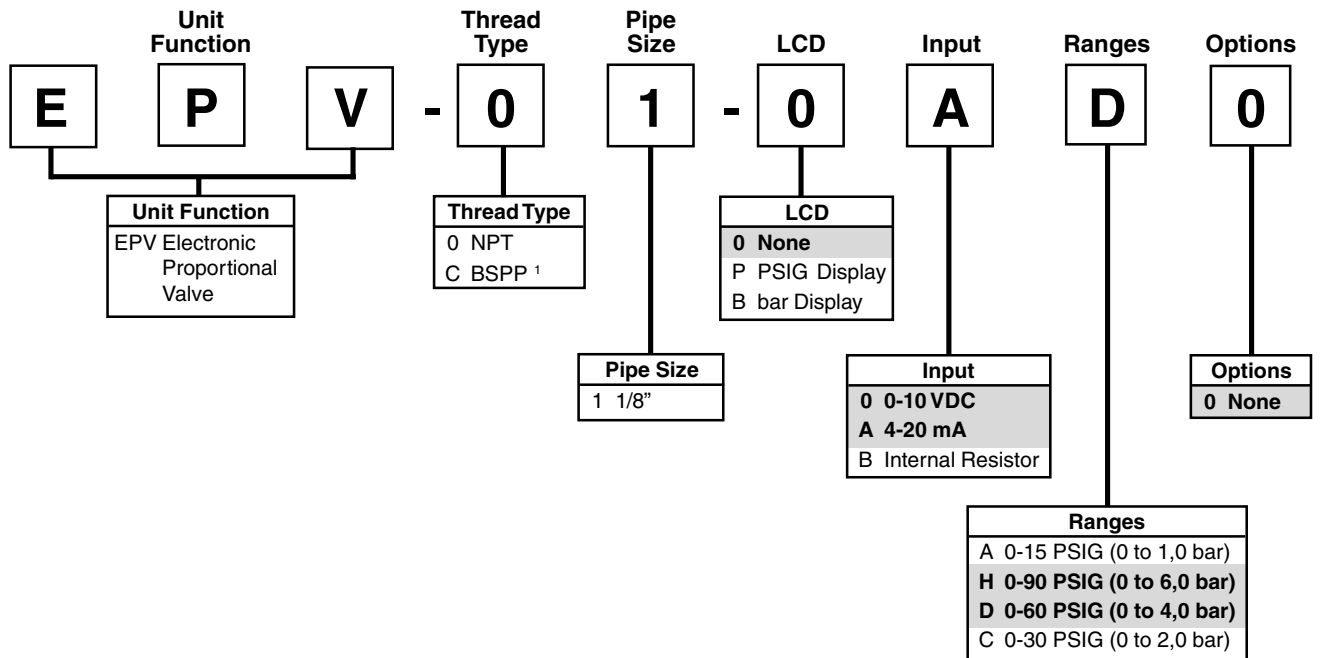 Unit Function
Thread Type
Pipe Size
LCD
Input
Ranges
Options
E P V - 0 1 - 0 A D 0
Unit Function
EPV Electronic
Proportional
Valve
Thread Type
0 NPT
C BSPP ¹
LCD
0 None
P PSIG Display
B bar Display
Pipe Size
1 1/8”
Input
0 0-10 VDC
A 4-20 mA
B Internal Resistor
Options
0 None
Ranges
A 0-15 PSIG (0 to 1,0 bar)
H 0-90 PSIG (0 to 6,0 bar)
D 0-60 PSIG (0 to 4,0 bar)
C 0-30 PSIG (0 to 2,0 bar)